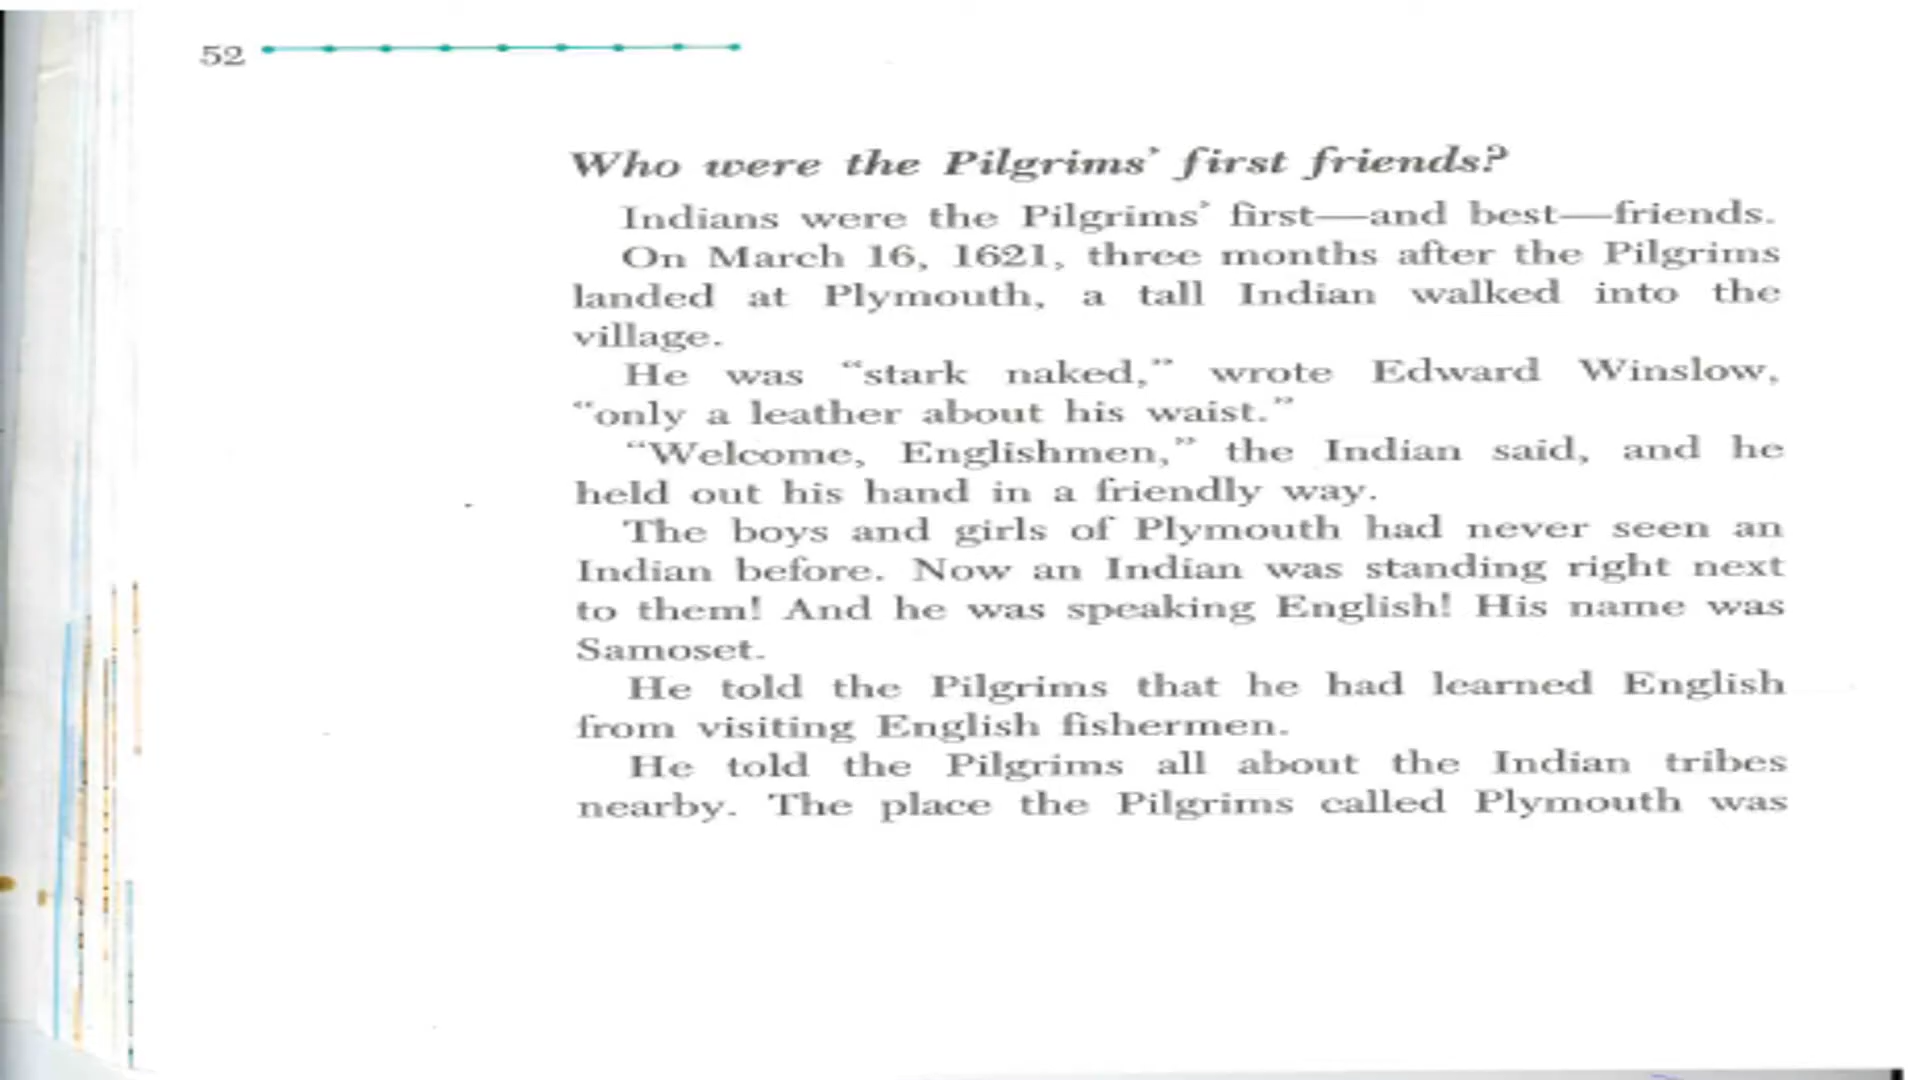 52
Who were the Pilgrims' first friends?
Indians were the Pilgrims' first—and best—friends.
On March 16, 1621, three months after the Pilgrims
landed at Plymouth, a tall Indian walked into the
village.
He was “stark naked,” wrote Edward Winslow,
“only a leather about his waist.”
“Welcome, Englishmen,” the Indian said, and he
held out his hand in a friendly way.
The boys and girls of Plymouth had never seen an
Indian before. Now an Indian was standing right next
to them! And he was speaking English! His name was
Samoset.
He told the Pilgrims that he had learned English
from visiting English fishermen.
He told the Pilgrims all about the Indian tribes
nearby. The place the Pilgrims called Plymouth was